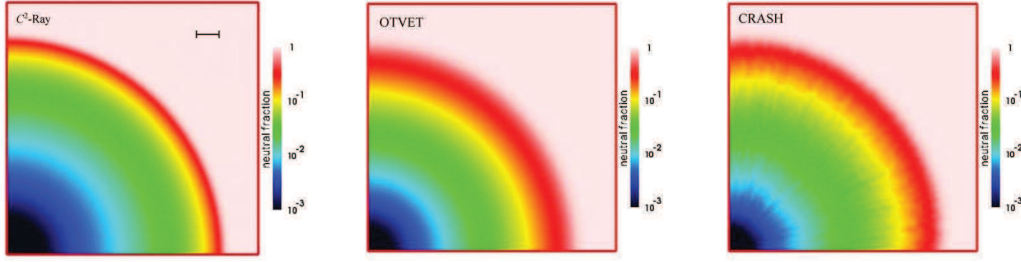 C²-Ray
1
10⁻¹
10⁻²
10⁻³
neutral fraction
OTVET
1
10⁻¹
10⁻²
10⁻³
neutral fraction
CRASH
1
10⁻¹
10⁻²
10⁻³
neutral fraction